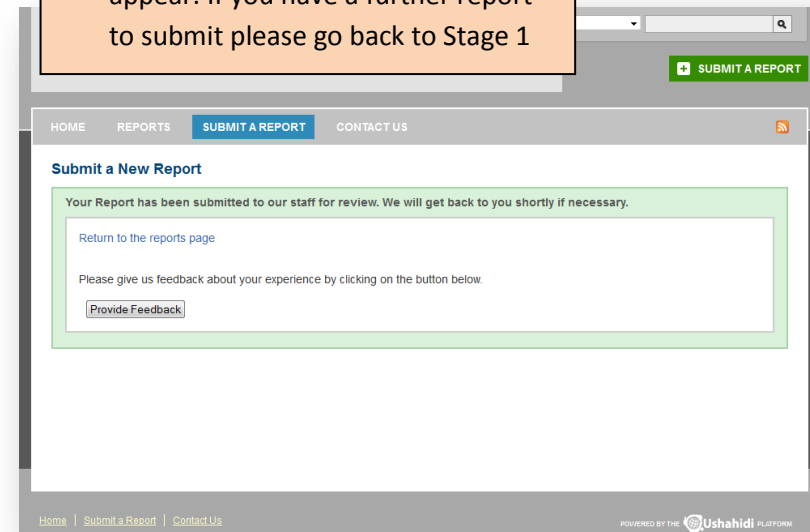 appear. If you have a further report
to submit please go back to Stage 1
SUBMIT A REPORT
HOME REPORTS SUBMIT A REPORT CONTACT US
Submit a New Report
Your Report has been submitted to our staff for review. We will get back to you shortly if necessary.
Return to the reports page
Please give us feedback about your experience by clicking on the button below.
Provide Feedback
Home | Submit a Report | Contact Us
POWERED BY THE Ushahidi PLATFORM